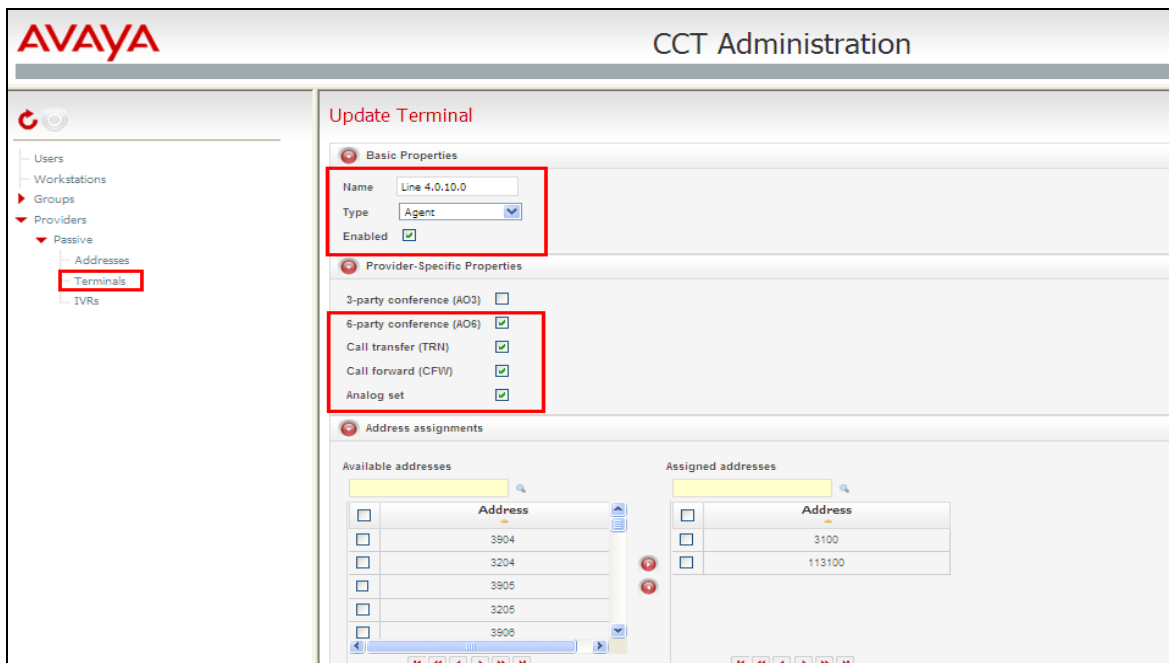 AVAYA
CCT Administration
Users
Workstations
Groups
Providers
Passive
Addresses
Terminals
IVRs
Update Terminal
Basic Properties
Name Line 4.0.10.0
Type Agent
Enabled
Provider-Specific Properties
3-party conference (AO3)
6-party conference (AO6)
Call transfer (TRN)
Call forward (CFW)
Analog set
Address assignments
Available addresses
Address
3904
3204
3905
3205
3906
Assigned addresses
Address
3100
113100